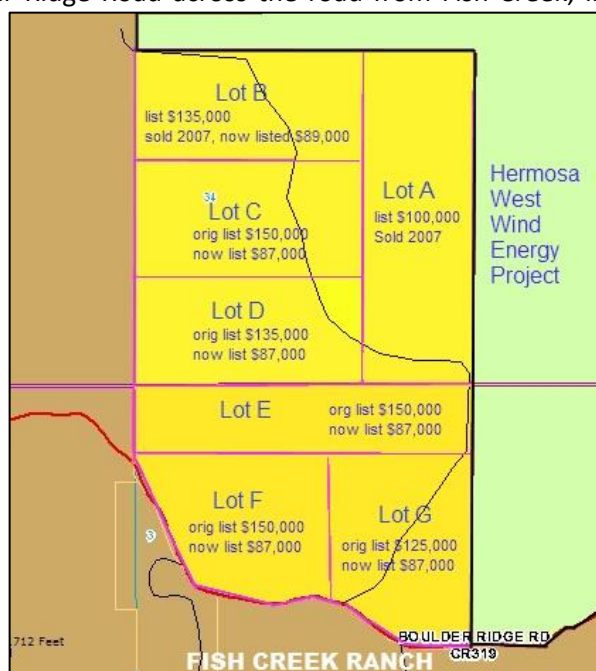 Ridge Road across the road from Fish Creek,
Lot B
list $135,000
sold 2007, now listed $89,000
Lot A
list $100,000
Sold 2007
Hermosa
West
Wind
Energy
Project
34
Lot C
orig list $150,000
now list $87,000
Lot D
orig list $135,000
now list $87,000
Lot E
org list $150,000
now list $87,000
Lot F
orig list $150,000
now list $87,000
Lot G
orig list $125,000
now list $87,000
3
712 Feet
BOULDER RIDGE RD
CR319
FISH CREEK RANCH